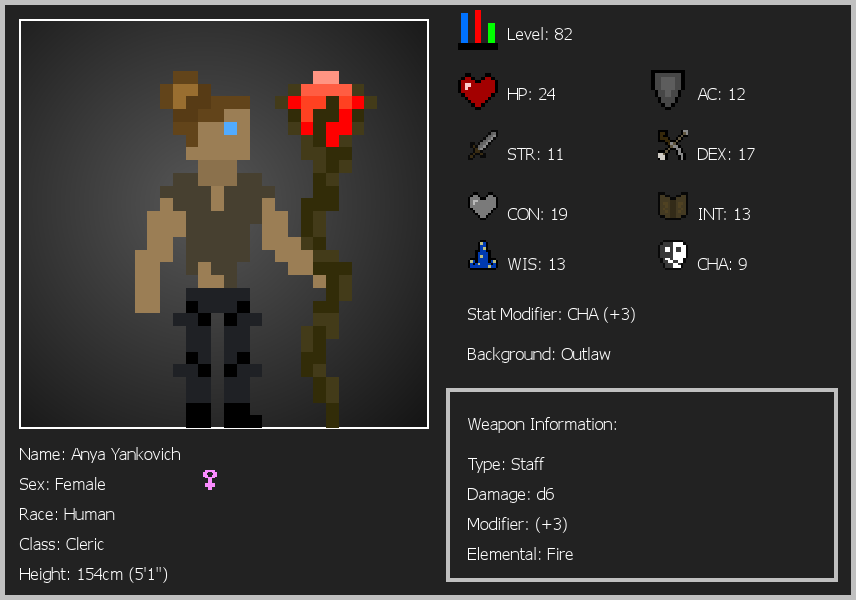 Level: 82
HP: 24
AC: 12
STR: 11
DEX: 17
CON: 19
INT: 13
WIS: 13
CHA: 9
Stat Modifier: CHA (+3)
Background: Outlaw
Weapon Information:
Type: Staff
Damage: d6
Modifier: (+3)
Elemental: Fire
Name: Anya Yankovich
Sex: Female
Race: Human
Class: Cleric
Height: 154cm (5'1")